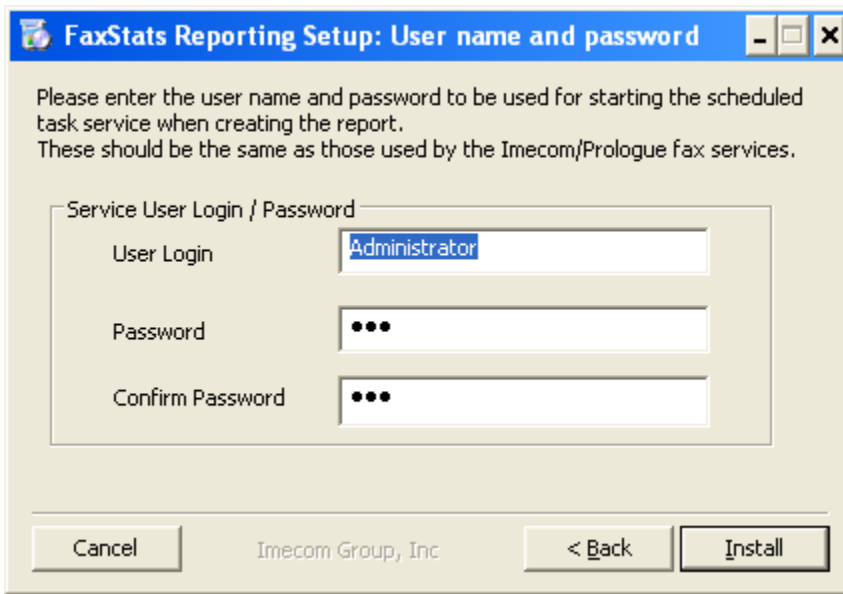 FaxStats Reporting Setup: User name and password
Please enter the user name and password to be used for starting the scheduled
task service when creating the report.
These should be the same as those used by the Imecom/Prologue fax services.
Service User Login / Password
User Login
Administrator
Password
●●●
Confirm Password
●●●
Cancel
Imecom Group, Inc
< Back
Install